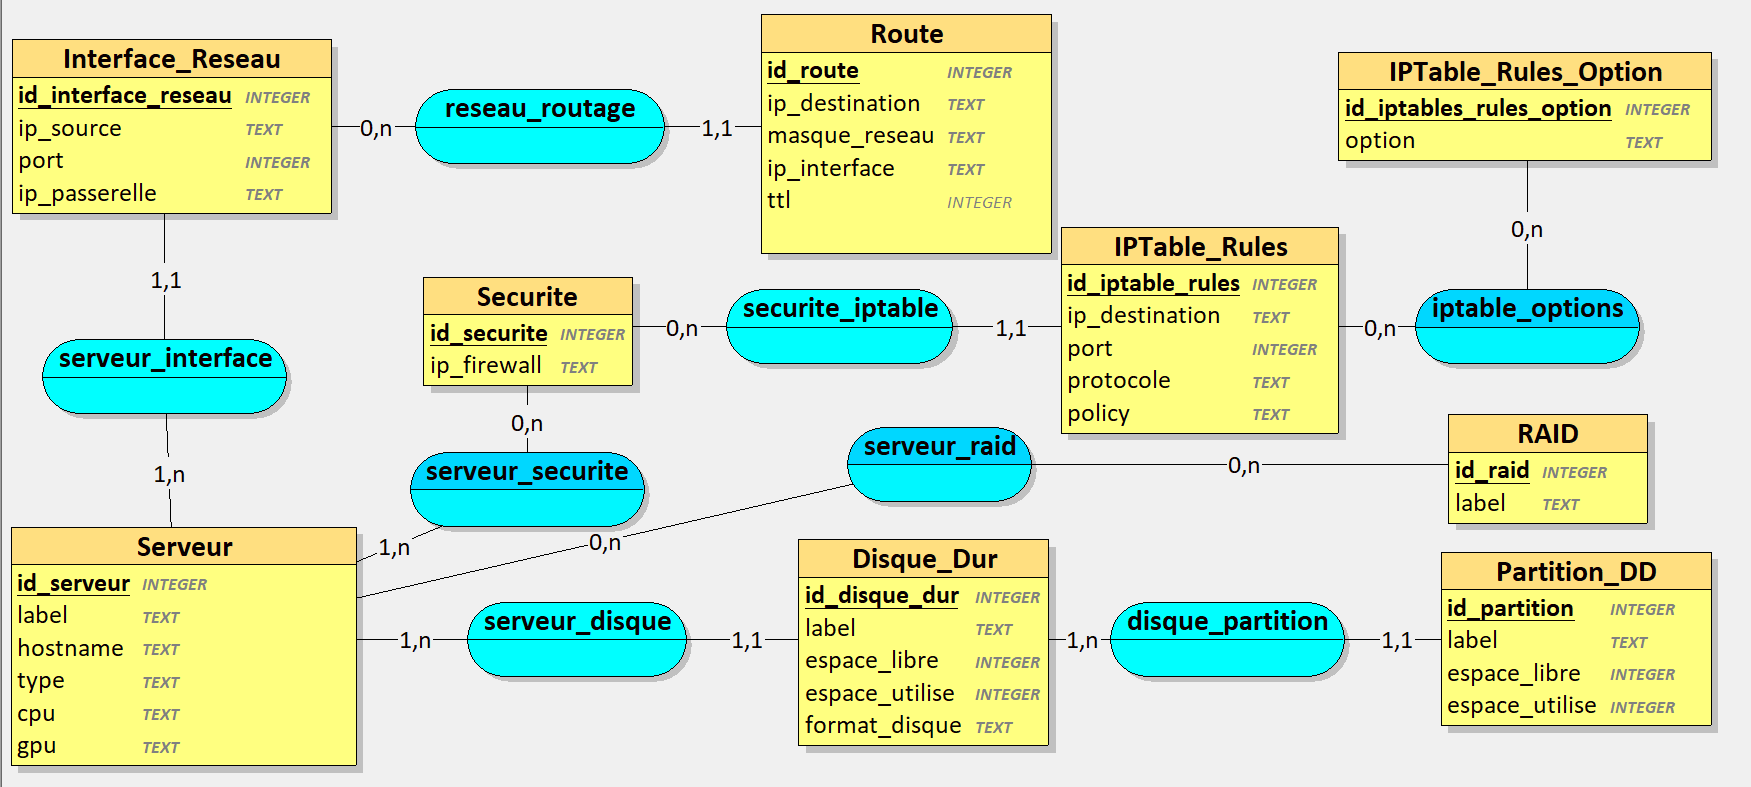 Interface_Reseau
id_interface_reseau INTEGER
ip_source TEXT
port INTEGER
ip_passerelle TEXT
0,n
reseau_routage
1,1
Route
id_route INTEGER
ip_destination TEXT
masque_reseau TEXT
ip_interface TEXT
ttl INTEGER
IPTable_Rules_Option
id_iptables_rules_option INTEGER
option TEXT
0,n
iptable_options
0,n
IPTable_Rules
id_iptable_rules INTEGER
ip_destination TEXT
port INTEGER
protocole TEXT
policy TEXT
1,1
securite_iptable
0,n
Securite
id_securite INTEGER
ip_firewall TEXT
0,n
serveur_securite
1,n
1,1
serveur_interface
1,n
Serveur
id_serveur INTEGER
label TEXT
hostname TEXT
type TEXT
cpu TEXT
gpu TEXT
0,n
serveur_raid
0,n
RAID
id_raid INTEGER
label TEXT
1,n
serveur_disque
1,1
Disque_Dur
id_disque_dur INTEGER
label TEXT
espace_libre INTEGER
espace_utilise INTEGER
format_disque TEXT
1,n
disque_partition
1,1
Partition_DD
id_partition INTEGER
label TEXT
espace_libre INTEGER
espace_utilise INTEGER